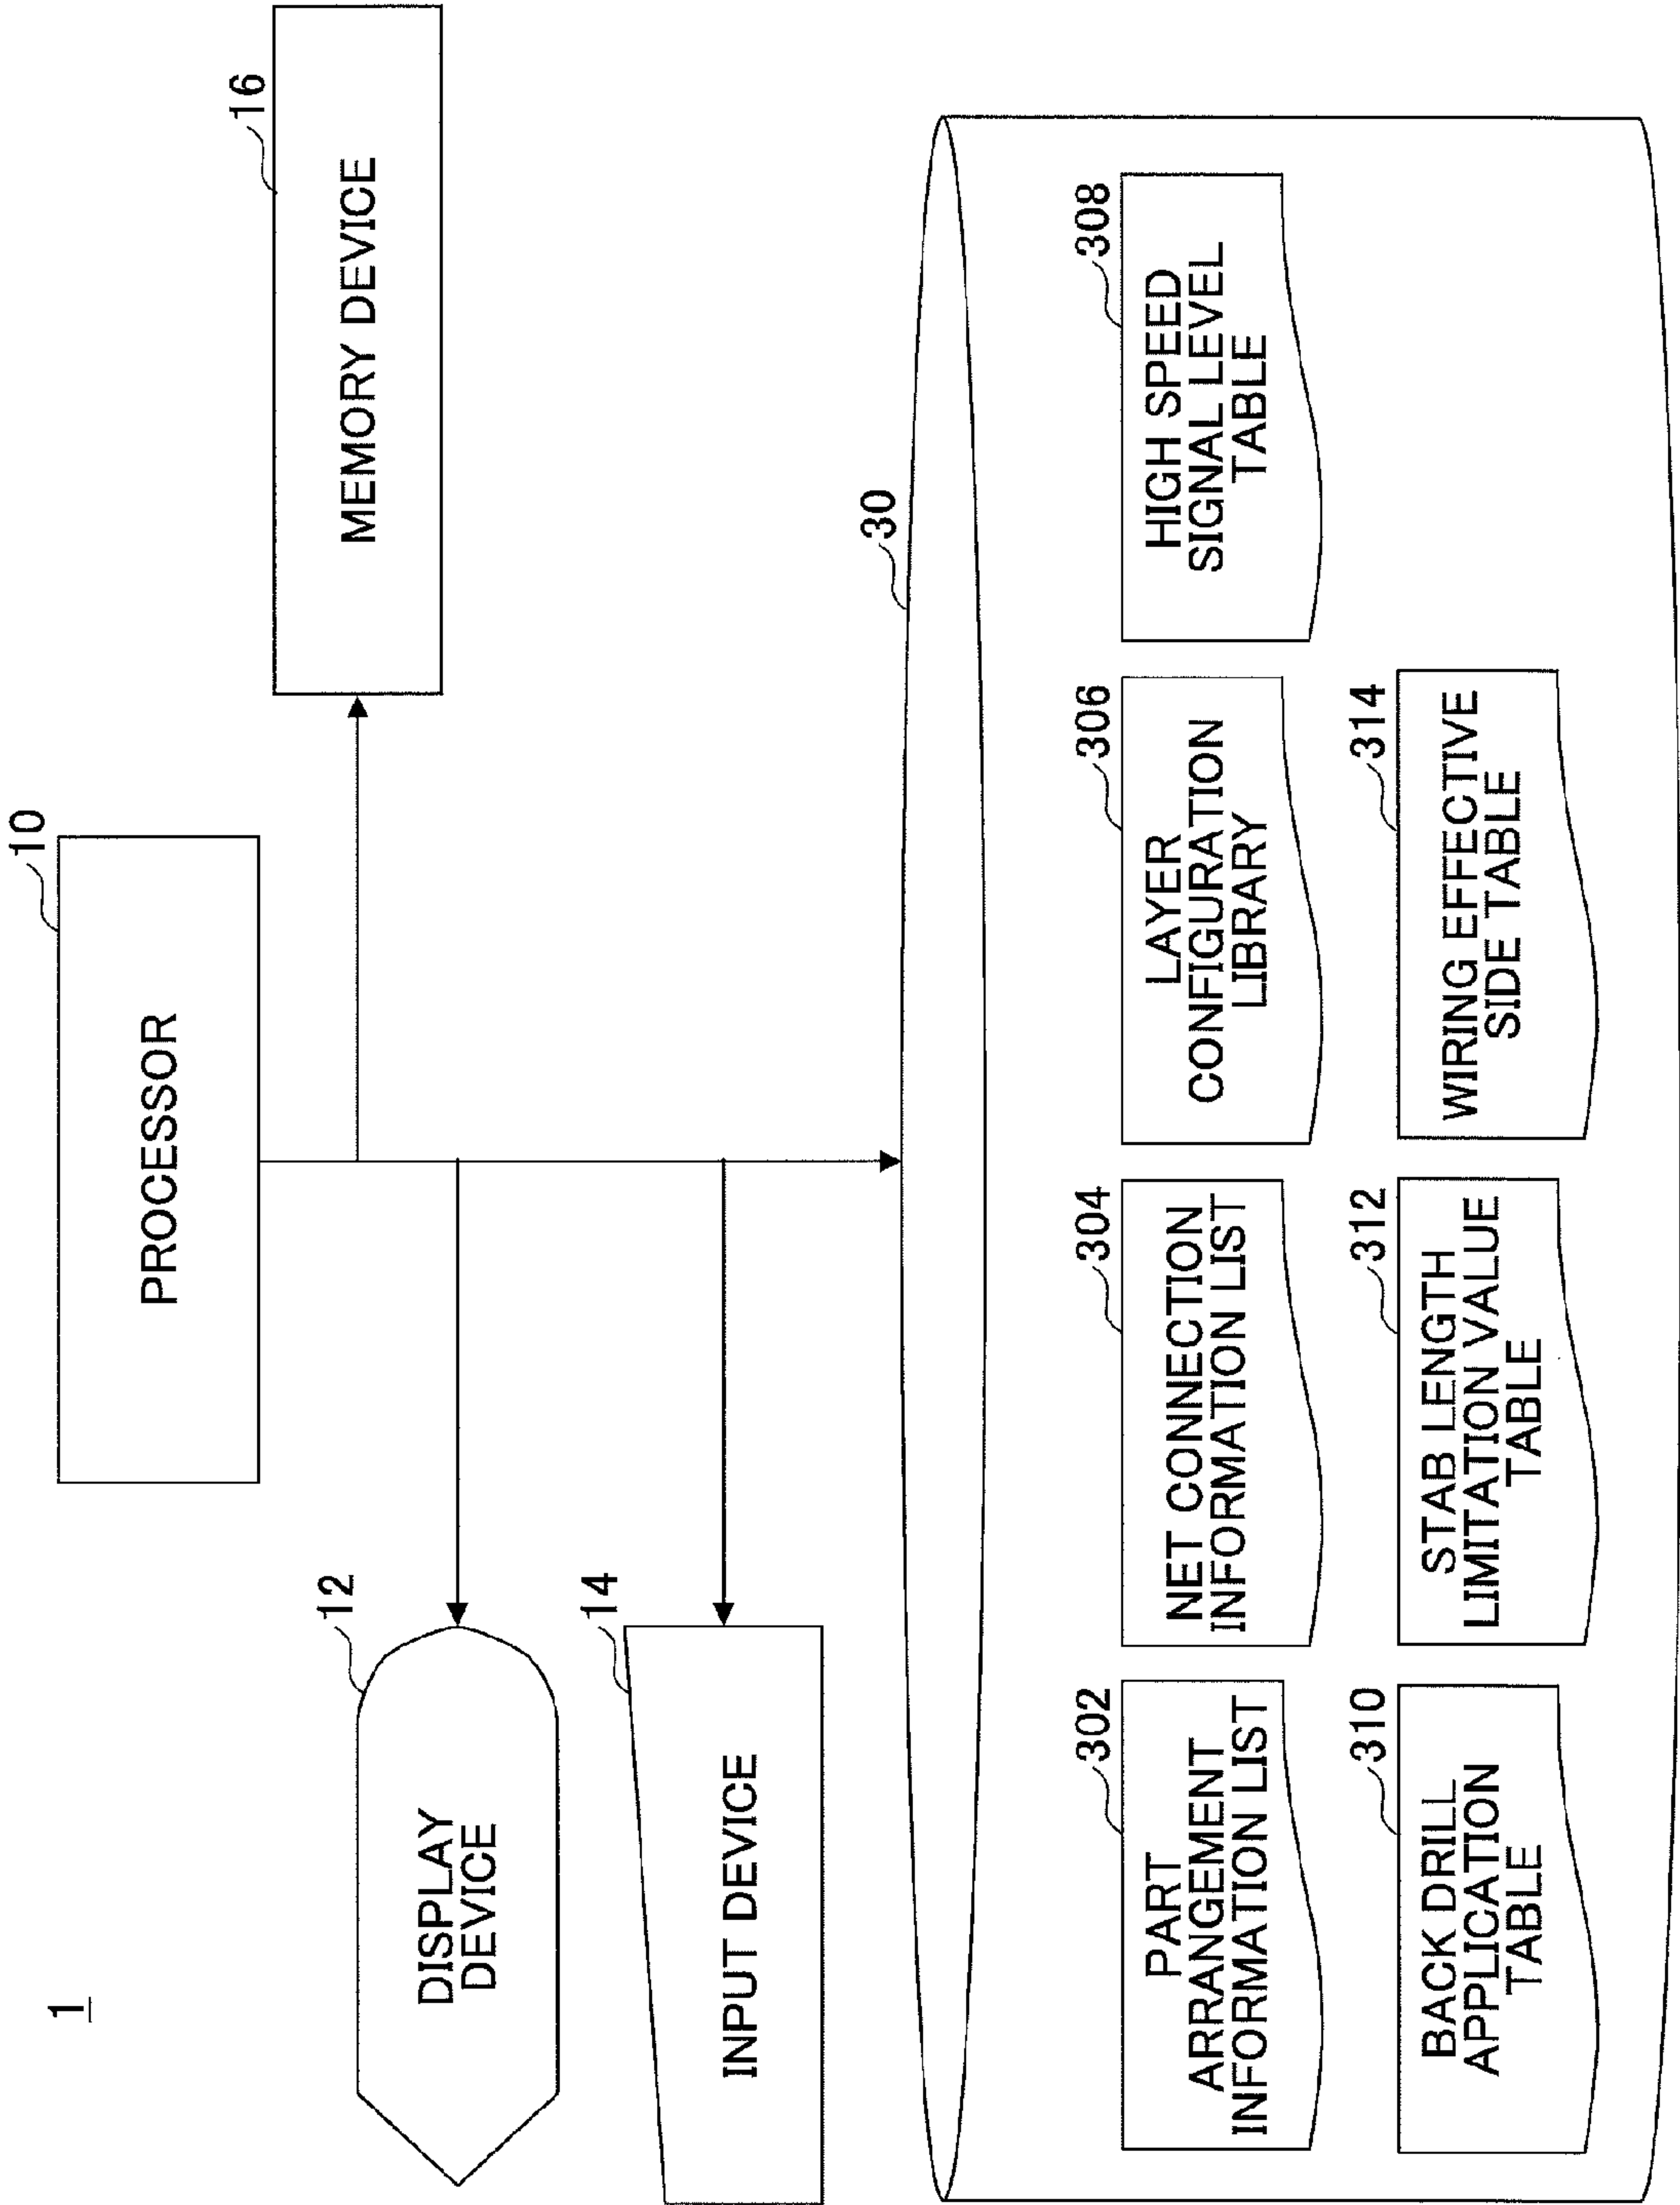 1
10
PROCESSOR
12
DISPLAY
DEVICE
14
INPUT DEVICE
16
MEMORY DEVICE
30
302
PART
ARRANGEMENT
INFORMATION LIST
304
NET CONNECTION
INFORMATION LIST
306
LAYER
CONFIGURATION
LIBRARY
308
HIGH SPEED
SIGNAL LEVEL
TABLE
310
BACK DRILL
APPLICATION
TABLE
312
STAB LENGTH
LIMITATION VALUE
TABLE
314
WIRING EFFECTIVE
SIDE TABLE